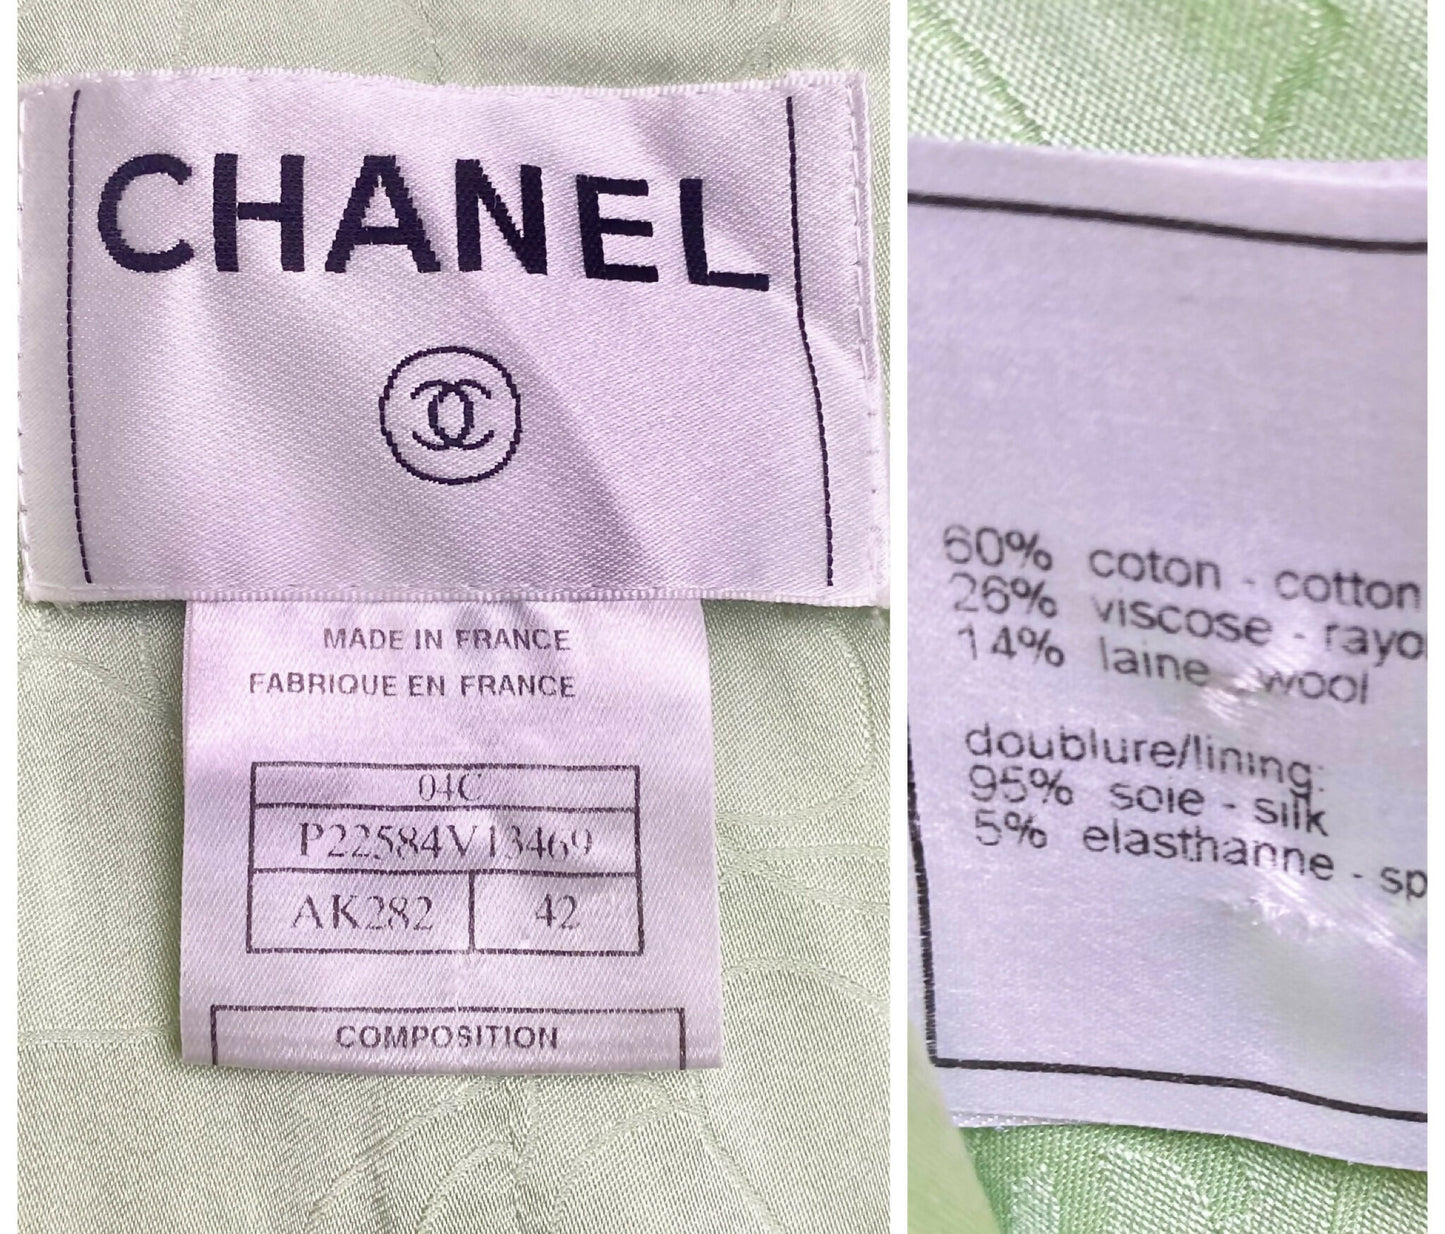 CHANEL
MADE IN FRANCE
FABRIQUE EN FRANCE
04C
P22584V13469
AK282 42
COMPOSITION
60% coton - cotton
26% viscose - rayo
14% laine - wool
doublure/lining:
95% soie - silk
5% elasthanne - sp